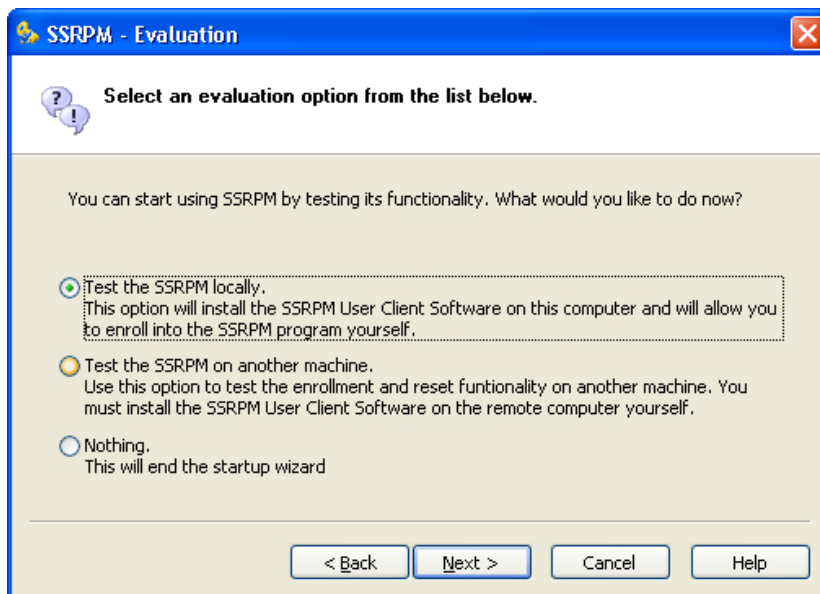 SSRPM - Evaluation
Select an evaluation option from the list below.
You can start using SSRPM by testing its functionality. What would you like to do now?
Test the SSRPM locally.
This option will install the SSRPM User Client Software on this computer and will allow you
to enroll into the SSRPM program yourself.
Test the SSRPM on another machine.
Use this option to test the enrollment and reset funtionality on another machine. You
must install the SSRPM User Client Software on the remote computer yourself.
Nothing.
This will end the startup wizard
< Back Next > Cancel Help